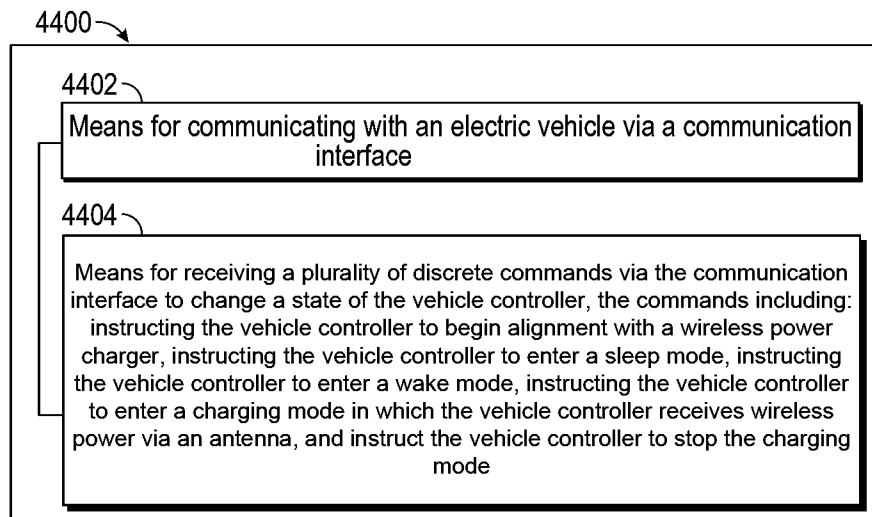 4400
4402
Means for communicating with an electric vehicle via a communication
interface
4404
Means for receiving a plurality of discrete commands via the communication
interface to change a state of the vehicle controller, the commands including:
instructing the vehicle controller to begin alignment with a wireless power
charger, instructing the vehicle controller to enter a sleep mode, instructing
the vehicle controller to enter a wake mode, instructing the vehicle controller
to enter a charging mode in which the vehicle controller receives wireless
power via an antenna, and instruct the vehicle controller to stop the charging
mode